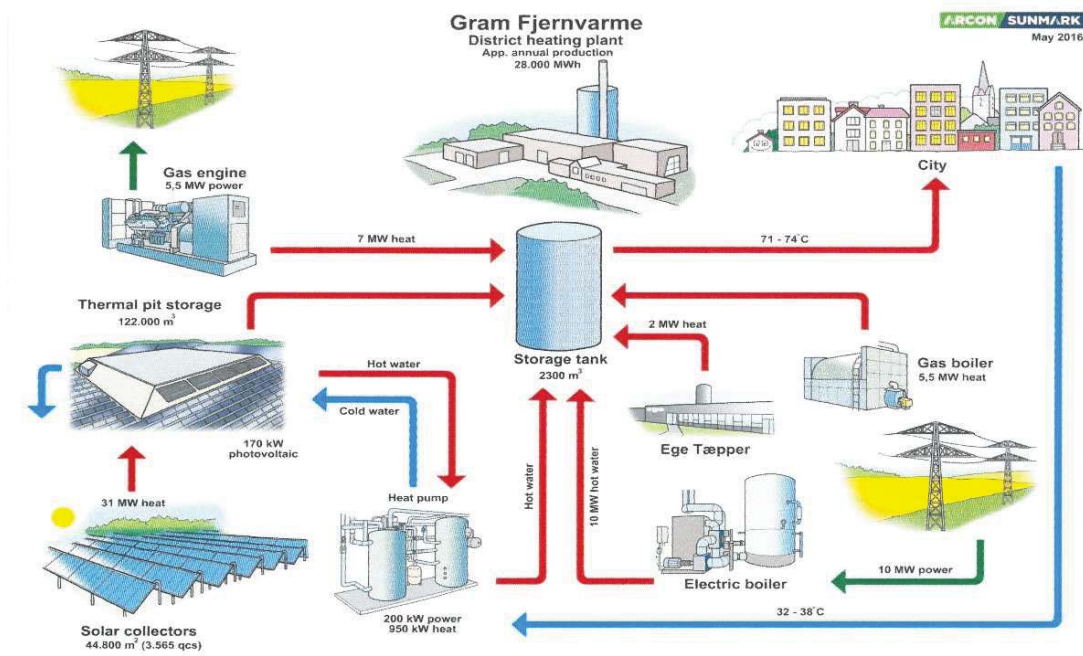 Gram Fjernvarme
District heating plant
App. annual production
28.000 MWh
ARCON SUNMARK
May 2016
Gas engine
5,5 MW power
City
7 MW heat
71 - 74°C
Thermal pit storage
122.000 m³
2 MW heat
Storage tank
2300 m³
Gas boiler
5,5 MW heat
Hot water
Cold water
170 kW
photovoltaic
Ege Tæpper
31 MW heat
Heat pump
Hot water
10 MW hot water
Electric boiler
10 MW power
32 - 38°C
200 kW power
950 kW heat
Solar collectors
44.800 m² (3.565 qcs)